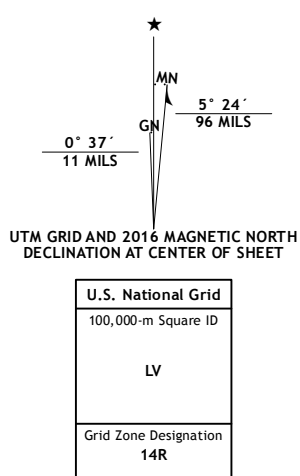 ★
MN
5° 24´
96 MILS
GN
0° 37´
11 MILS
UTM GRID AND 2016 MAGNETIC NORTH
DECLINATION AT CENTER OF SHEET
U.S. National Grid
100,000-m Square ID
LV
Grid Zone Designation
14R